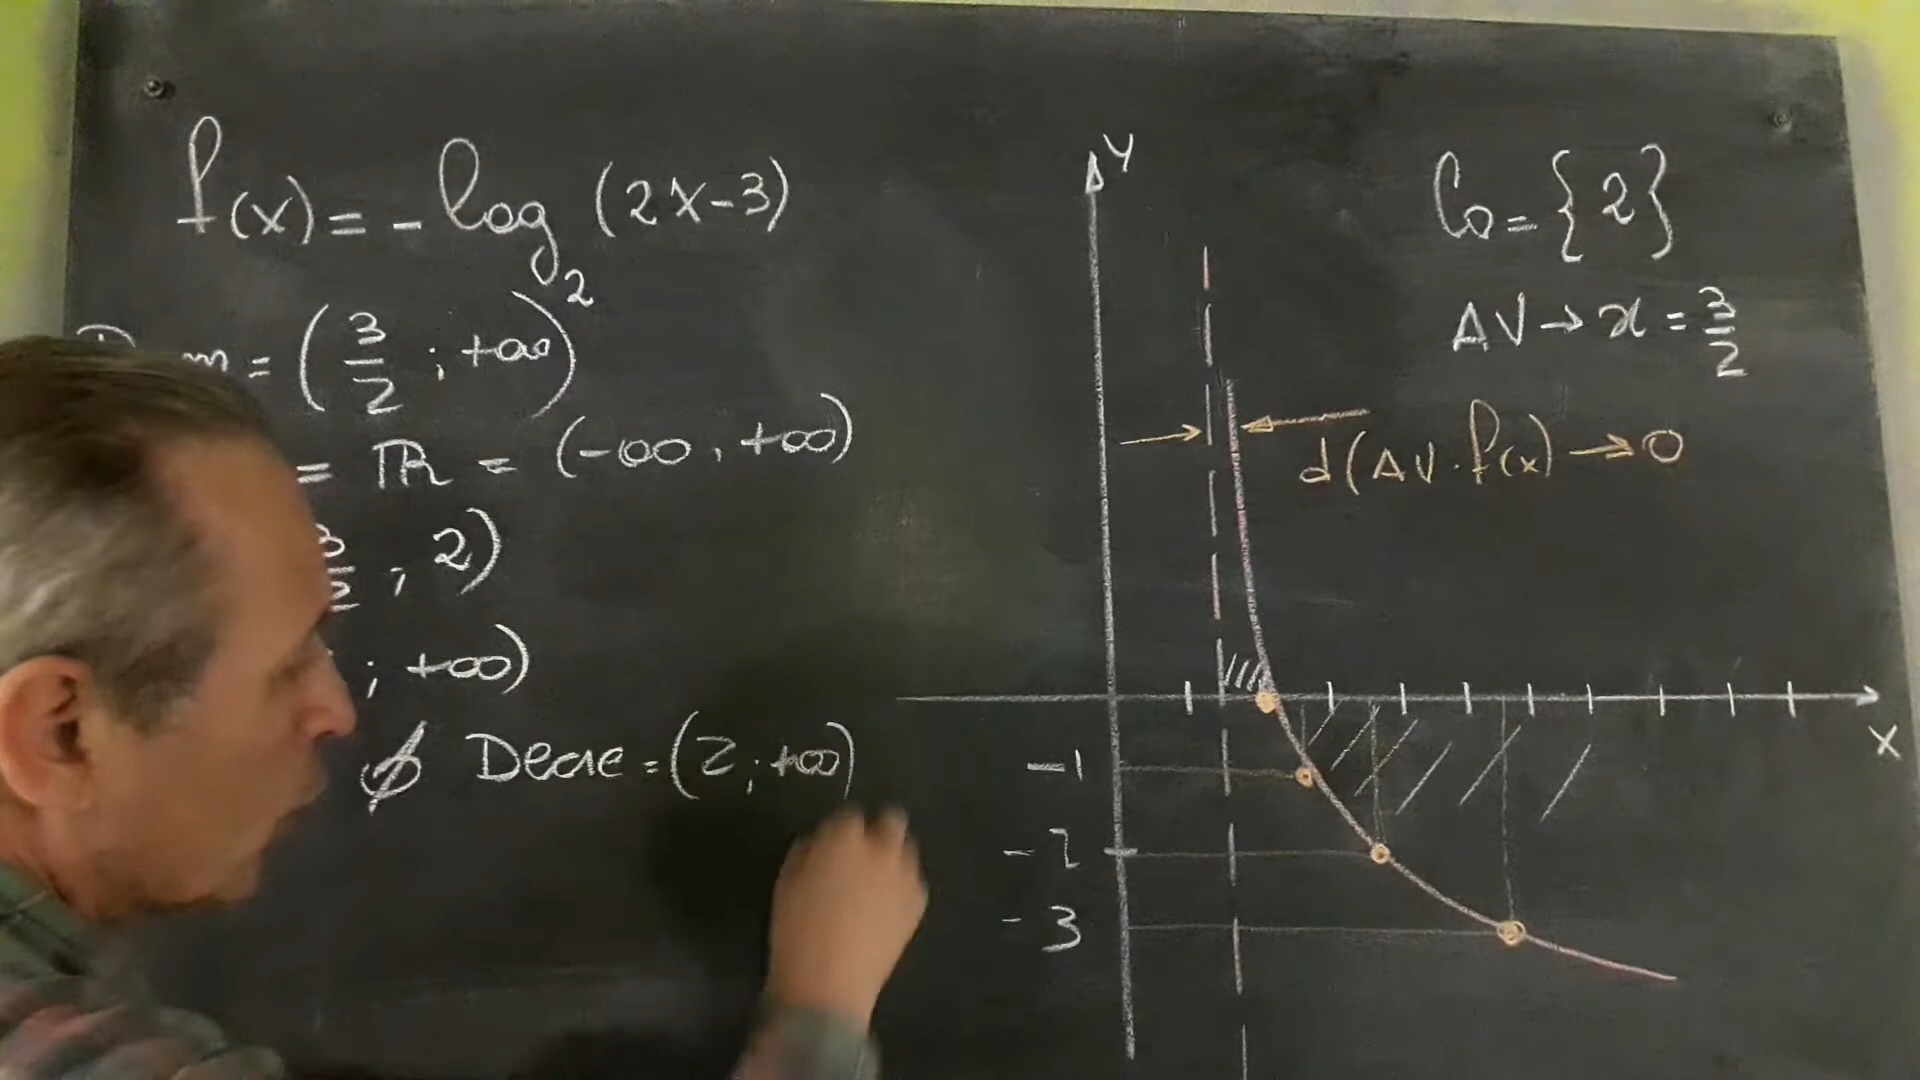 f(x) = -log₂ (2x-3)
= (3/2 ; +∞)
= ℝ = (-∞, +∞)
; 2)
; +∞)
∅ Decre = (2 ; +∞)
y
C₀ = {2}
AV → x = 3/2
d(AV. f(x) → 0
x
-1
-2
-3